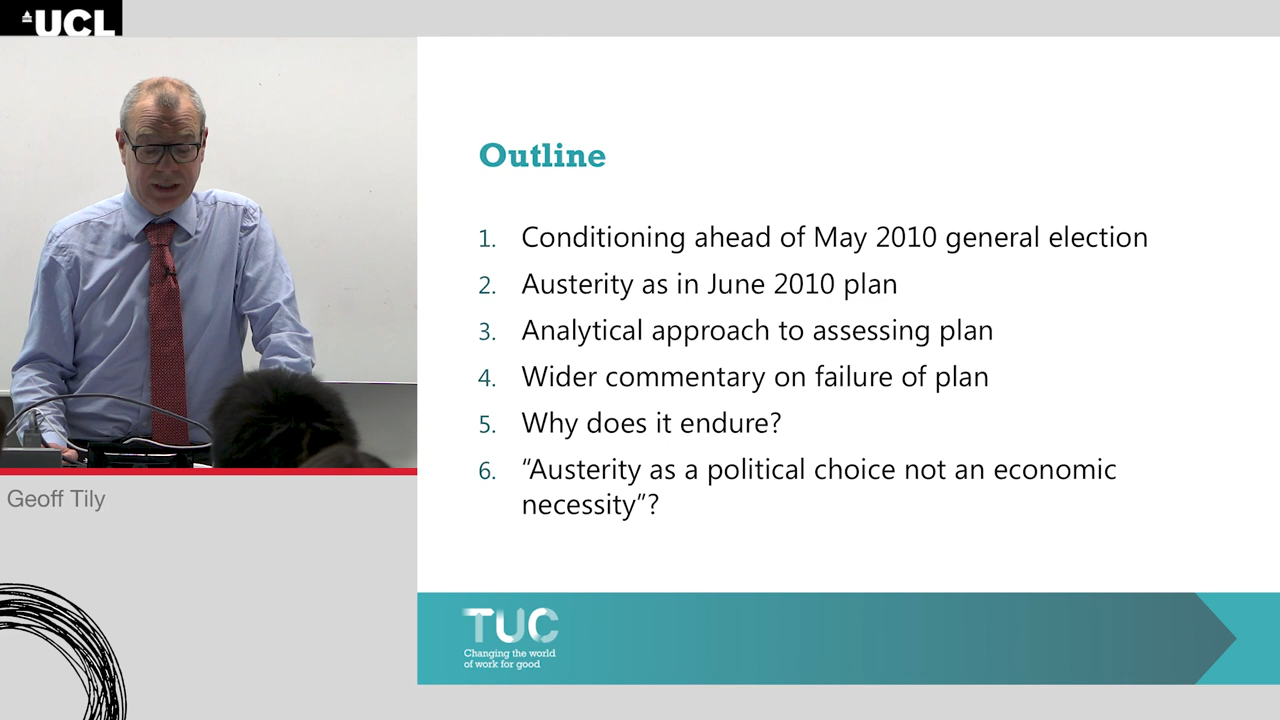 UCL
Geoff Tily
Outline
1. Conditioning ahead of May 2010 general election
2. Austerity as in June 2010 plan
3. Analytical approach to assessing plan
4. Wider commentary on failure of plan
5. Why does it endure?
6. “Austerity as a political choice not an economic
necessity”?
TUC
Changing the world
of work for good